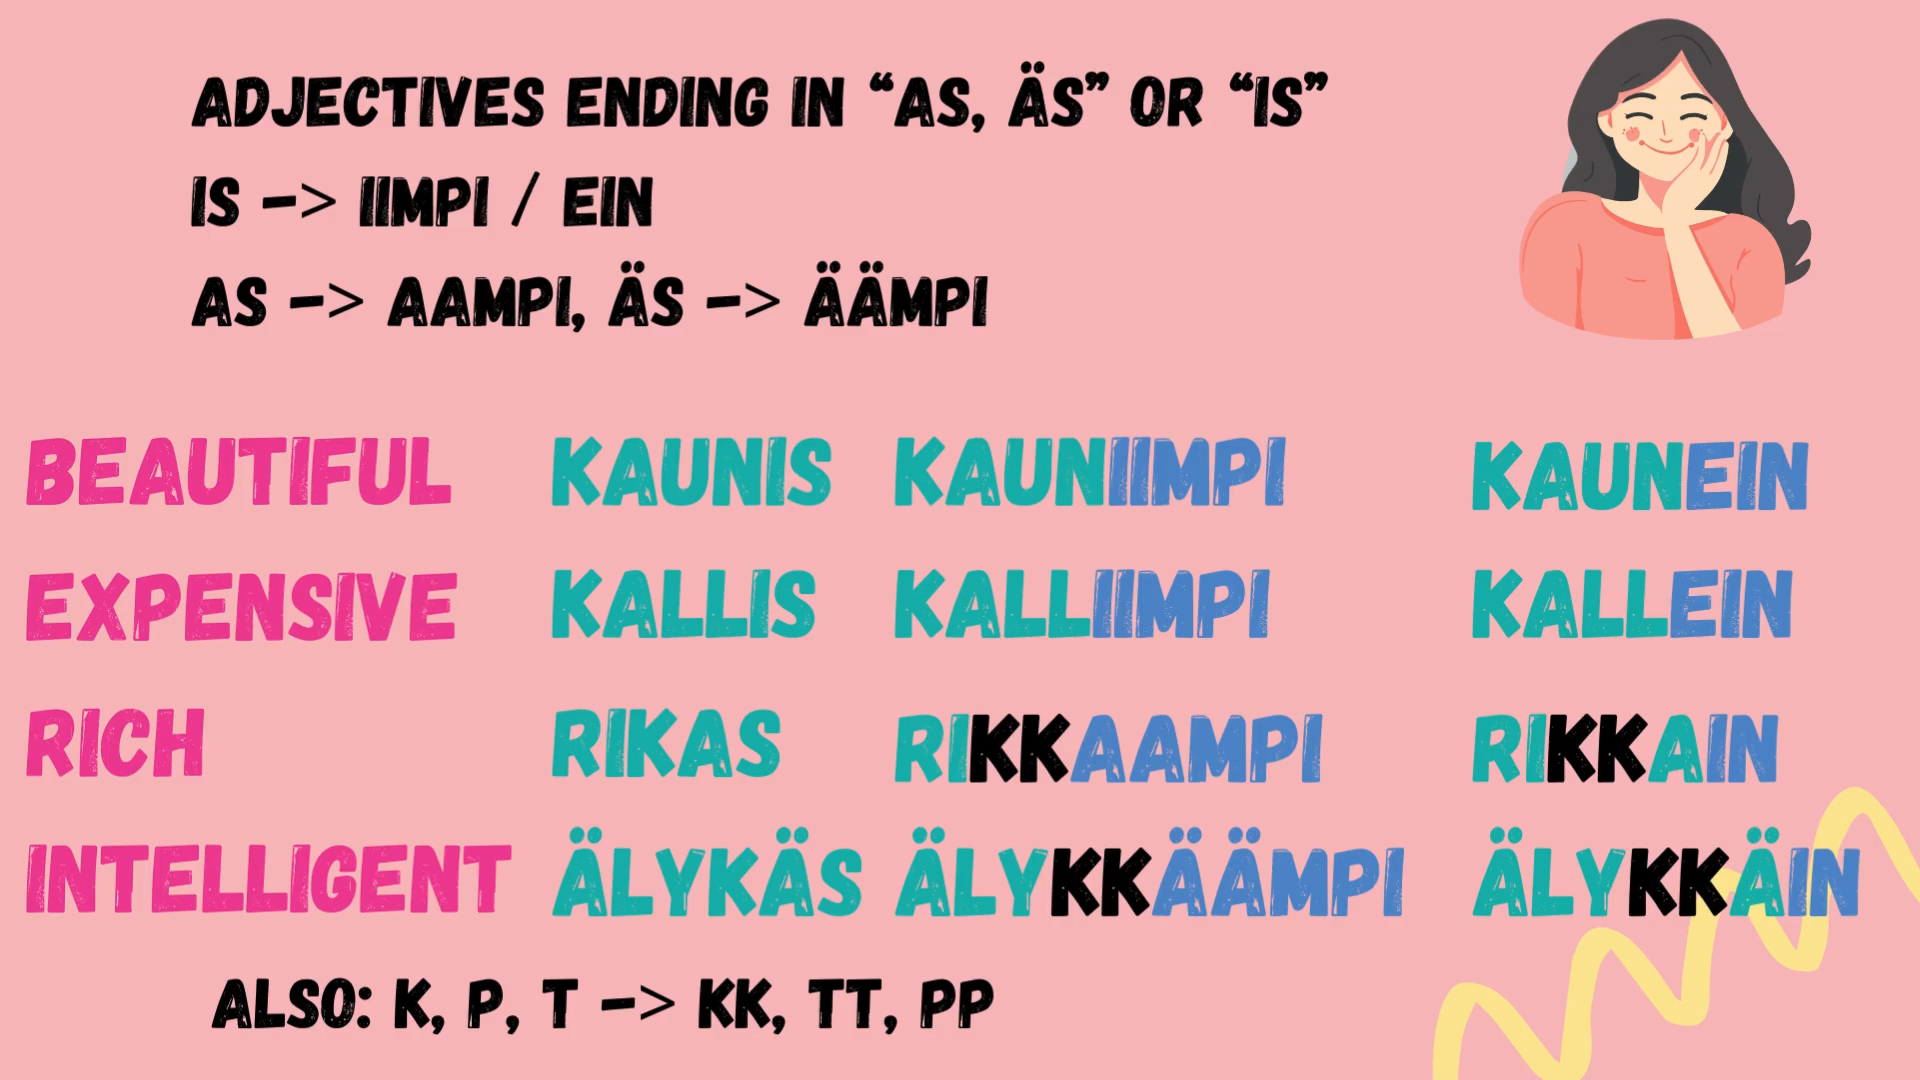 ADJECTIVES ENDING IN “AS, ÄS” OR “IS”
IS -> IIMPI / EIN
AS -> AAMPI, ÄS -> ÄÄMPI
BEAUTIFUL KAUNIS KAUNIIMPI KAUNEIN
EXPENSIVE KALLIS KALLIIMPI KALLEIN
RICH RIKAS RIKKAAMPI RIKKAIN
INTELLIGENT ÄLYKÄS ÄLYKKÄÄMPI ÄLYKKÄIN
ALSO: K, P, T -> KK, TT, PP